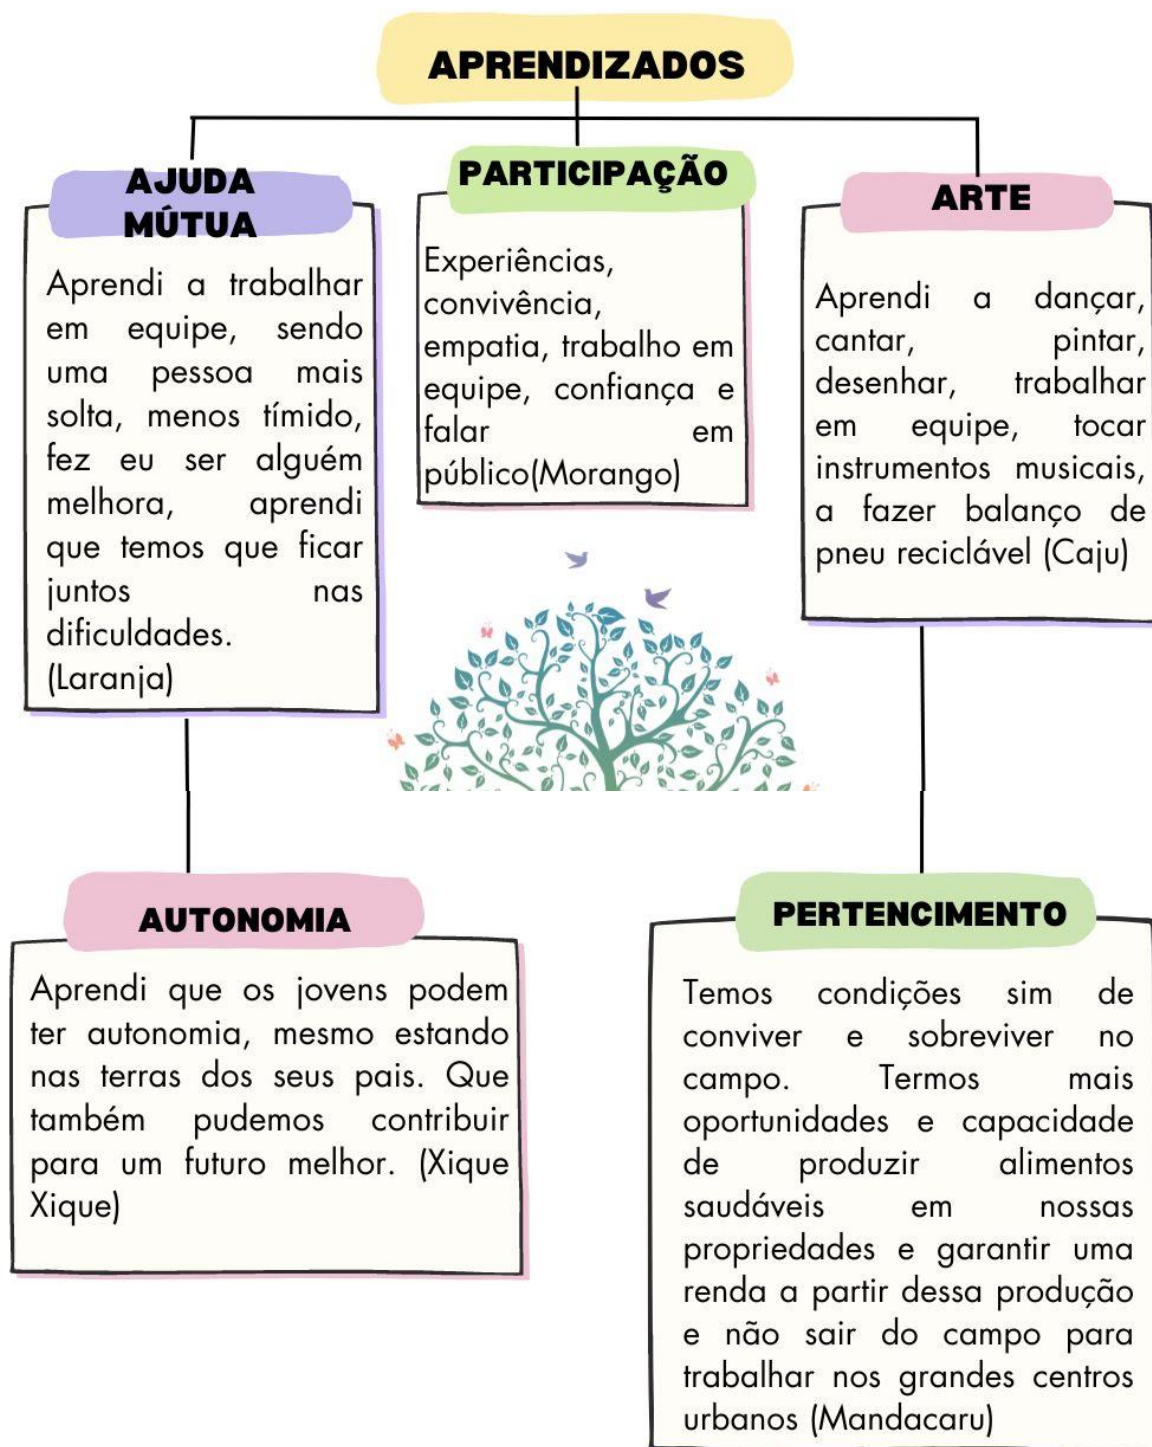 APRENDIZADOS
AJUDA
MÚTUA
Aprendi a trabalhar
em equipe, sendo
uma pessoa mais
solta, menos tímido,
fez eu ser alguém
melhora, aprendi
que temos que ficar
juntos nas
dificuldades.
(Laranja)
PARTICIPAÇÃO
Experiências,
convivência,
empatia, trabalho em
equipe, confiança e
falar em
público(Morango)
ARTE
Aprendi a dançar,
cantar, pintar,
desenhar, trabalhar
em equipe, tocar
instrumentos musicais,
a fazer balanço de
pneu reciclável (Caju)
AUTONOMIA
Aprendi que os jovens podem
ter autonomia, mesmo estando
nas terras dos seus pais. Que
também pudemos contribuir
para um futuro melhor. (Xique
Xique)
PERTENCIMENTO
Temos condições sim de
conviver e sobreviver no
campo. Termos mais
oportunidades e capacidade
de produzir alimentos
saudáveis em nossas
propriedades e garantir uma
renda a partir dessa produção
e não sair do campo para
trabalhar nos grandes centros
urbanos (Mandacaru)